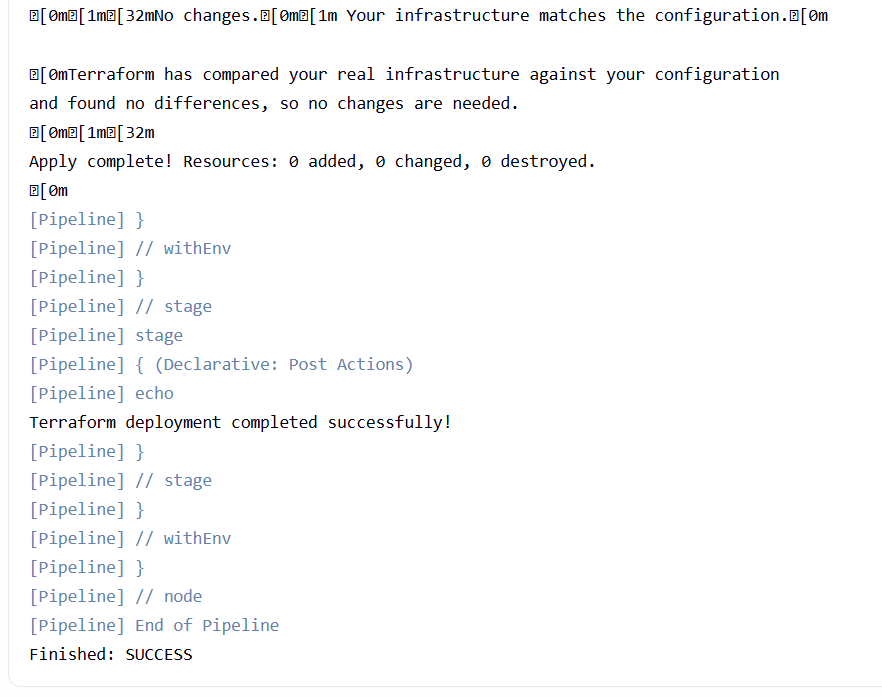 �[0m�[1m�[32mNo changes.�[0m�[1m Your infrastructure matches the configuration.�[0m
�[0mTerraform has compared your real infrastructure against your configuration
and found no differences, so no changes are needed.
�[0m�[1m�[32m
Apply complete! Resources: 0 added, 0 changed, 0 destroyed.
�[0m
[Pipeline] }
[Pipeline] // withEnv
[Pipeline] }
[Pipeline] // stage
[Pipeline] stage
[Pipeline] { (Declarative: Post Actions)
[Pipeline] echo
Terraform deployment completed successfully!
[Pipeline] }
[Pipeline] // stage
[Pipeline] }
[Pipeline] // withEnv
[Pipeline] }
[Pipeline] // node
[Pipeline] End of Pipeline
Finished: SUCCESS